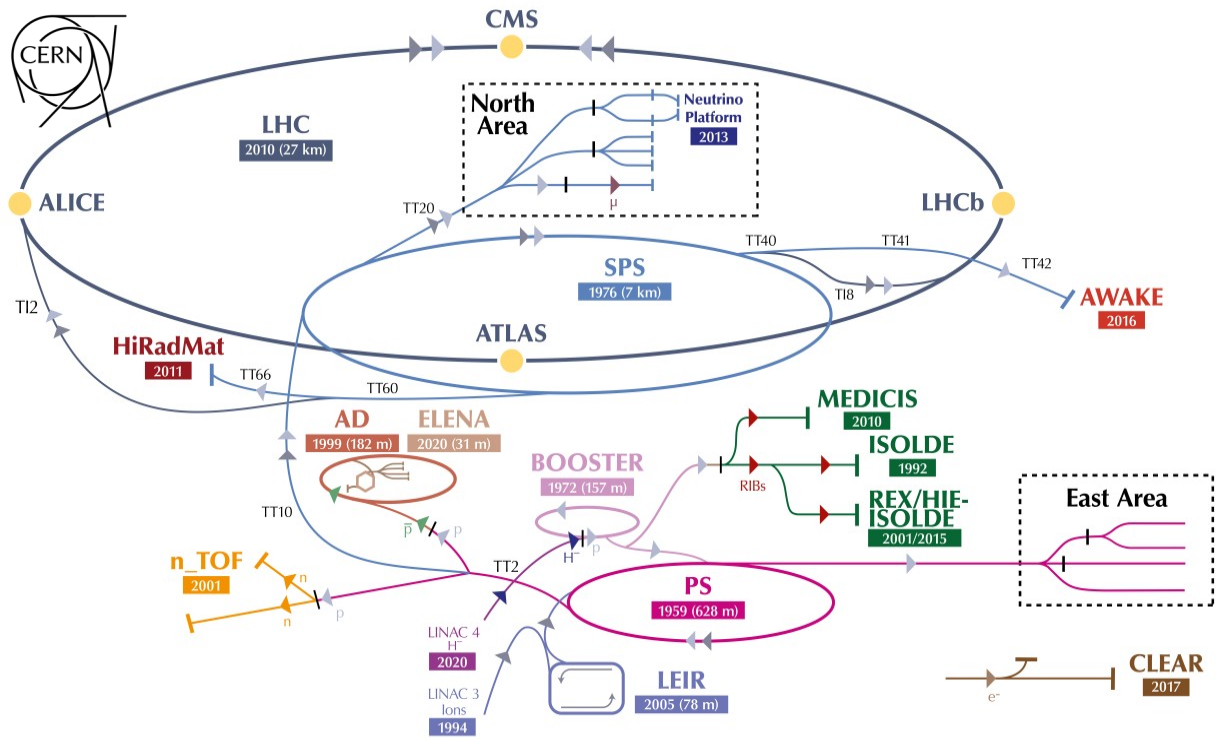 CERN
CMS
LHC
2010 (27 km)
North
Area
Neutrino
Platform
2013
μ
ALICE
LHCb
TT20
TT40
TT41
TT42
SPS
1976 (7 km)
TI8
AWAKE
2016
TI2
ATLAS
HiRadMat
2011
TT66
TT60
AD
1999 (182 m)
ELENA
2020 (31 m)
MEDICIS
2010
ISOLDE
1992
RIBs
REX/HIE-
ISOLDE
2001/2015
BOOSTER
1972 (157 m)
East Area
TT10
p̅
p
H⁻
p
n_TOF
2001
n
n
p
TT2
PS
1959 (628 m)
LINAC 4
H⁻
2020
LINAC 3
Ions
1994
LEIR
2005 (78 m)
e⁻
CLEAR
2017